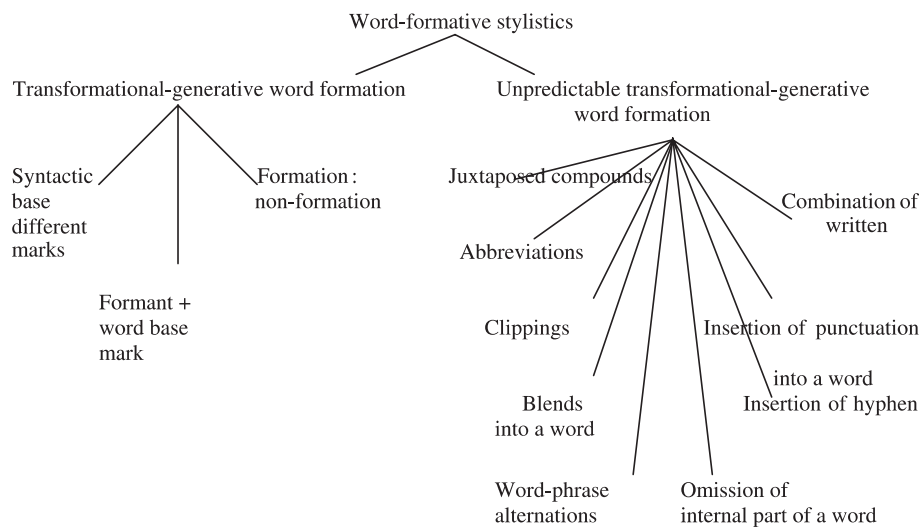 Word-formative stylistics
Transformational-generative word formation
Unpredictable transformational-generative
word formation
Syntactic
base
different
marks
Formation :
non-formation
Formant +
word base
mark
Juxtaposed compounds
Combination of
written
Abbreviations
Clippings
Insertion of punctuation
into a word
Insertion of hyphen
Blends
into a word
Word-phrase
alternations
Omission of
internal part of a word